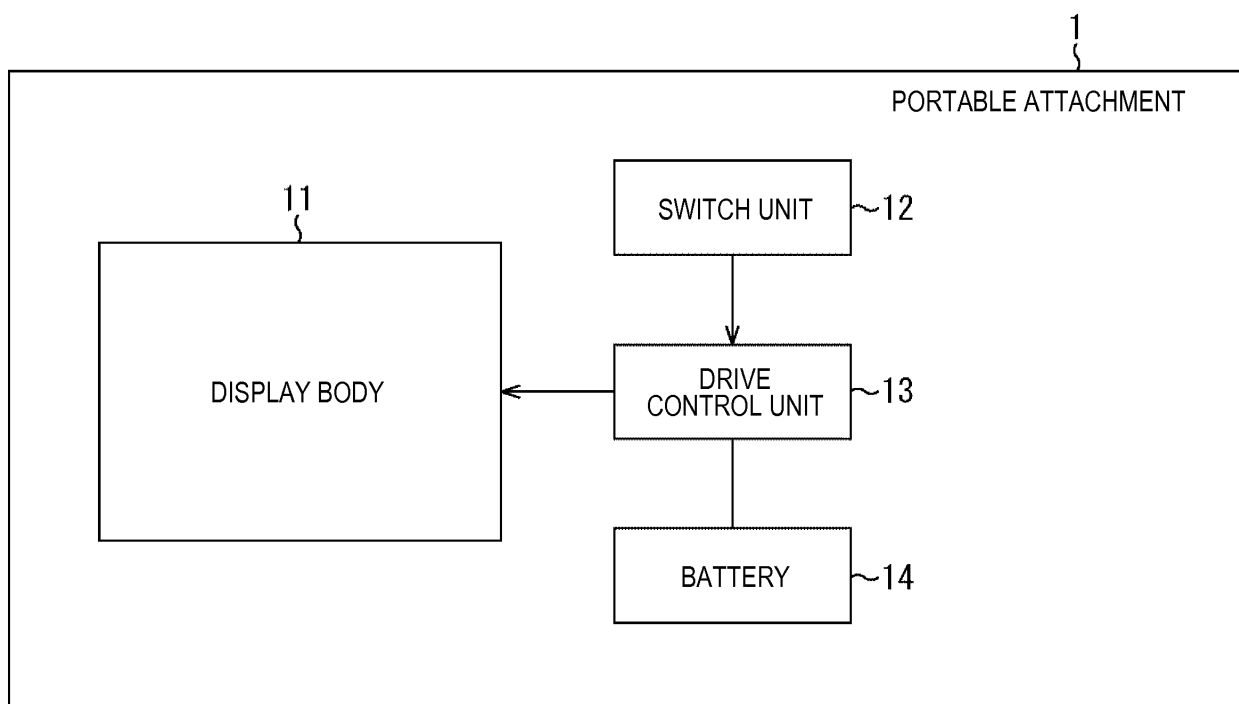 1
PORTABLE ATTACHMENT
11
SWITCH UNIT
12
DISPLAY BODY
DRIVE
CONTROL UNIT
13
BATTERY
14